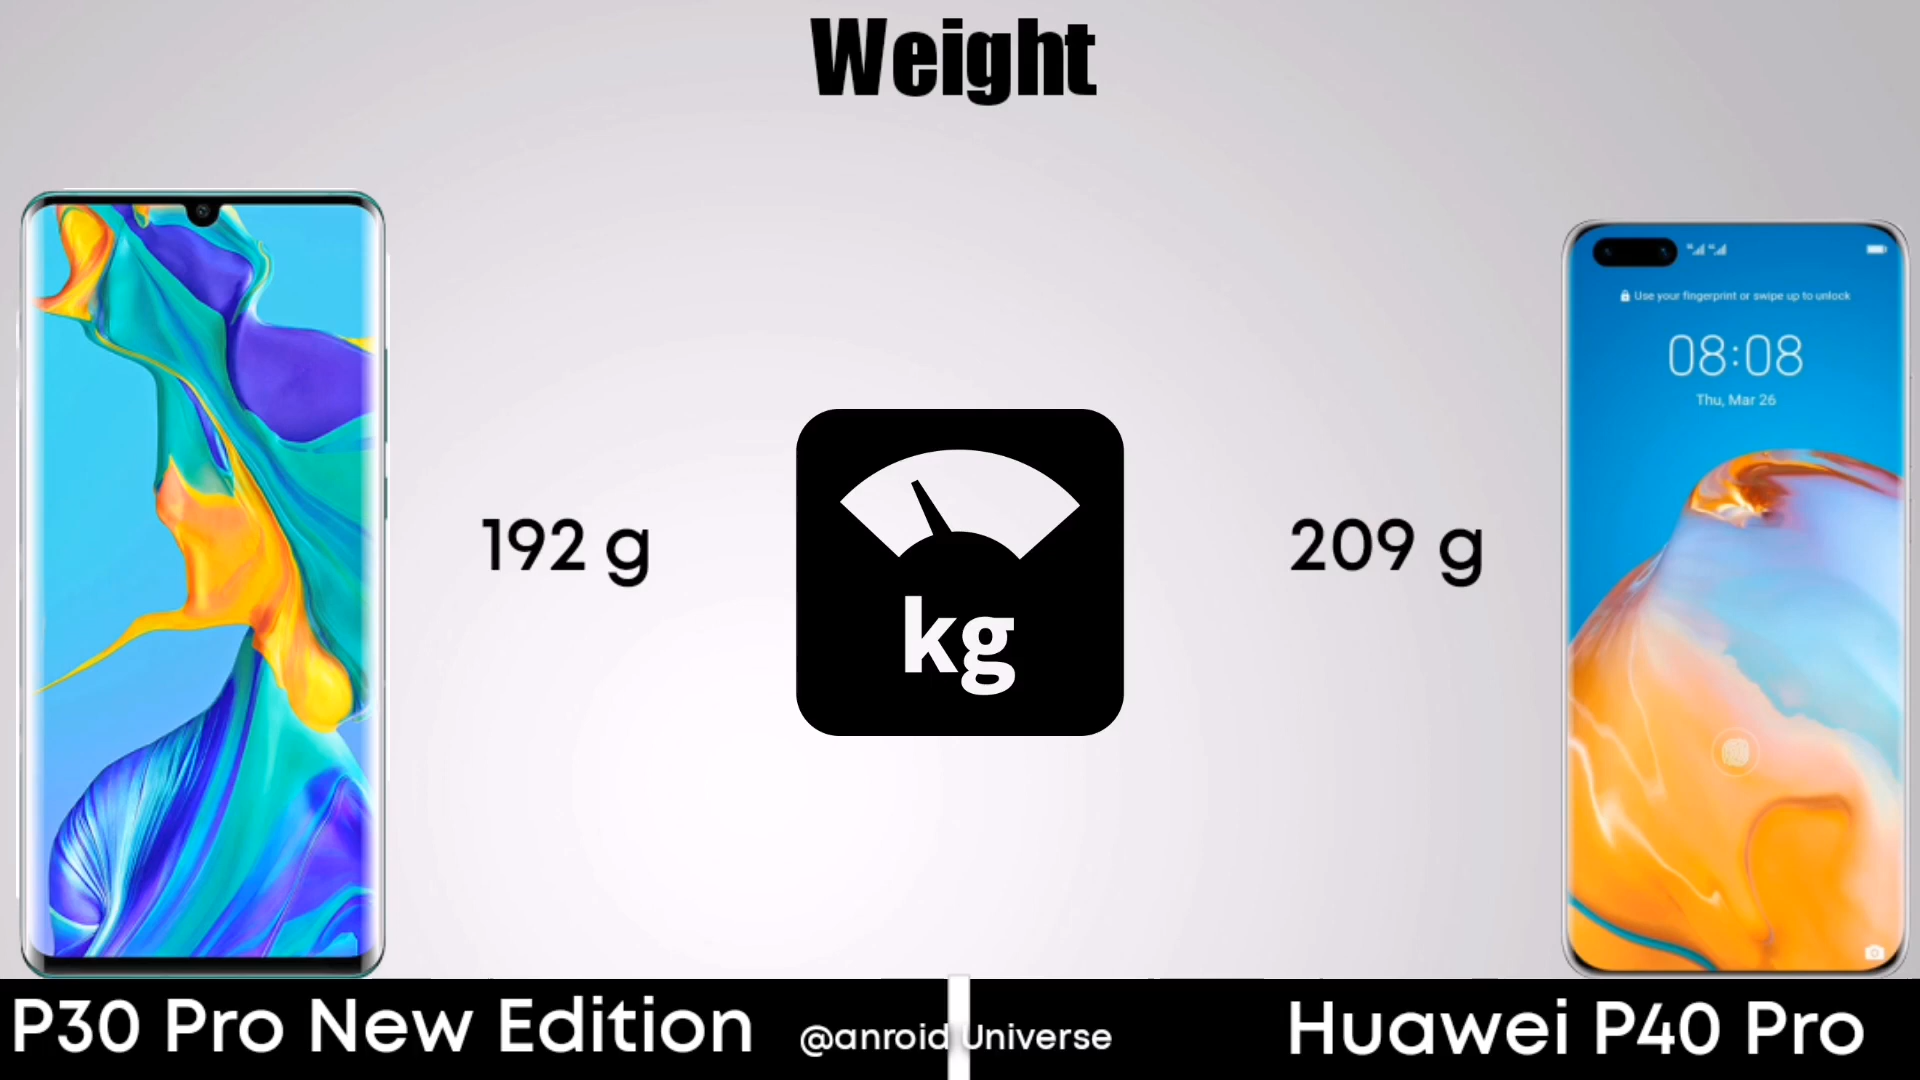 Weight
Use your fingerprint or swipe up to unlock
08:08
Thu, Mar 26
192 g
209 g
kg
P30 Pro New Edition
@anroid Universe
Huawei P40 Pro